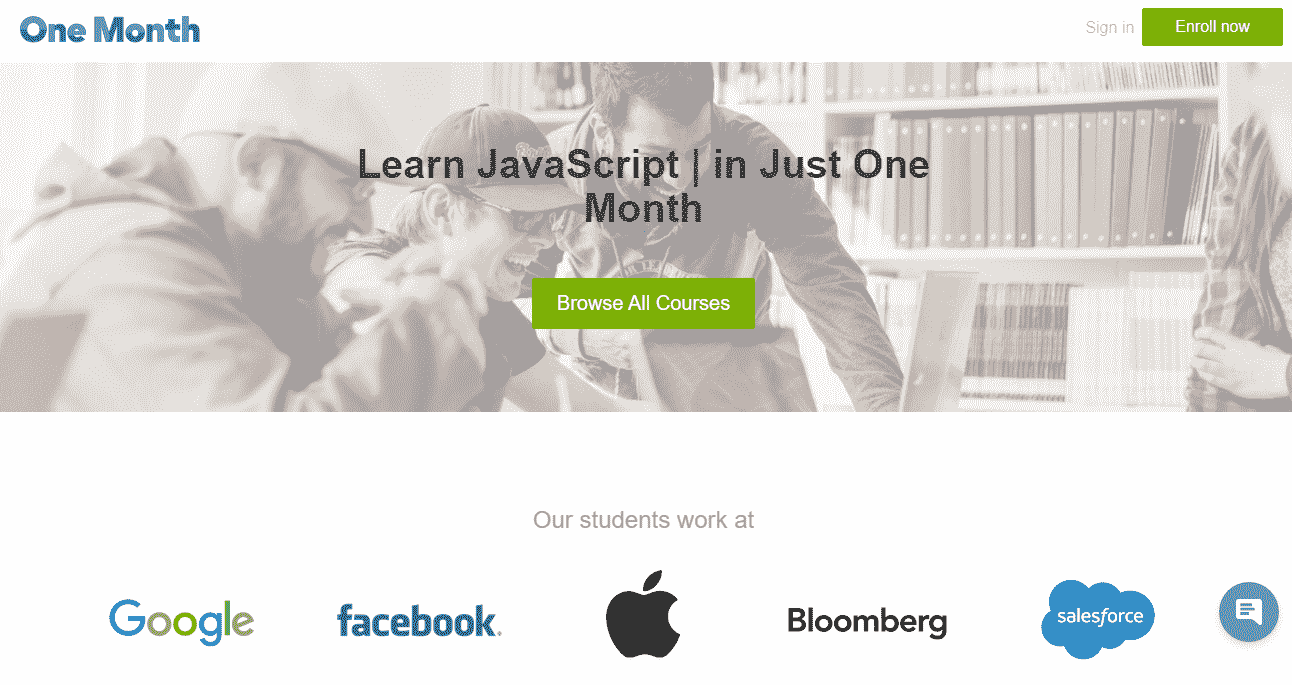 One Month
Sign in
Enroll now
Learn JavaScript | in Just One
Month
Browse All Courses
Our students work at
Google
facebook.
Bloomberg
salesforce